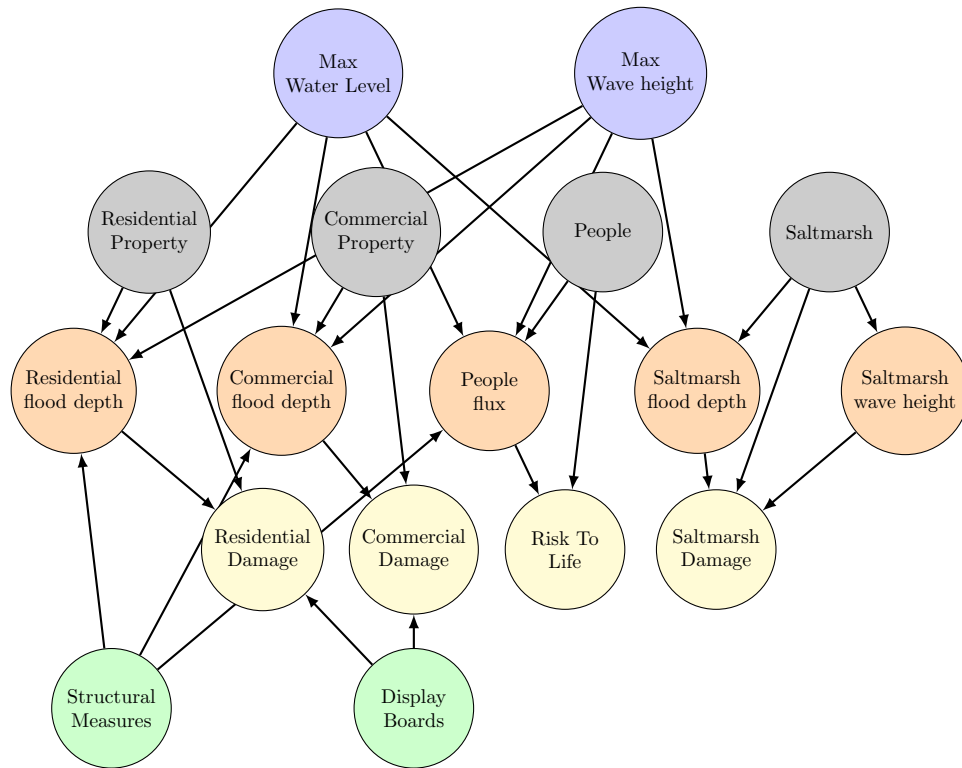 Max
Water Level
Max
Wave height
Residential
Property
Commercial
Property
People
Saltmarsh
Residential
flood depth
Commercial
flood depth
People
flux
Saltmarsh
flood depth
Saltmarsh
wave height
Residential
Damage
Commercial
Damage
Risk To
Life
Saltmarsh
Damage
Structural
Measures
Display
Boards